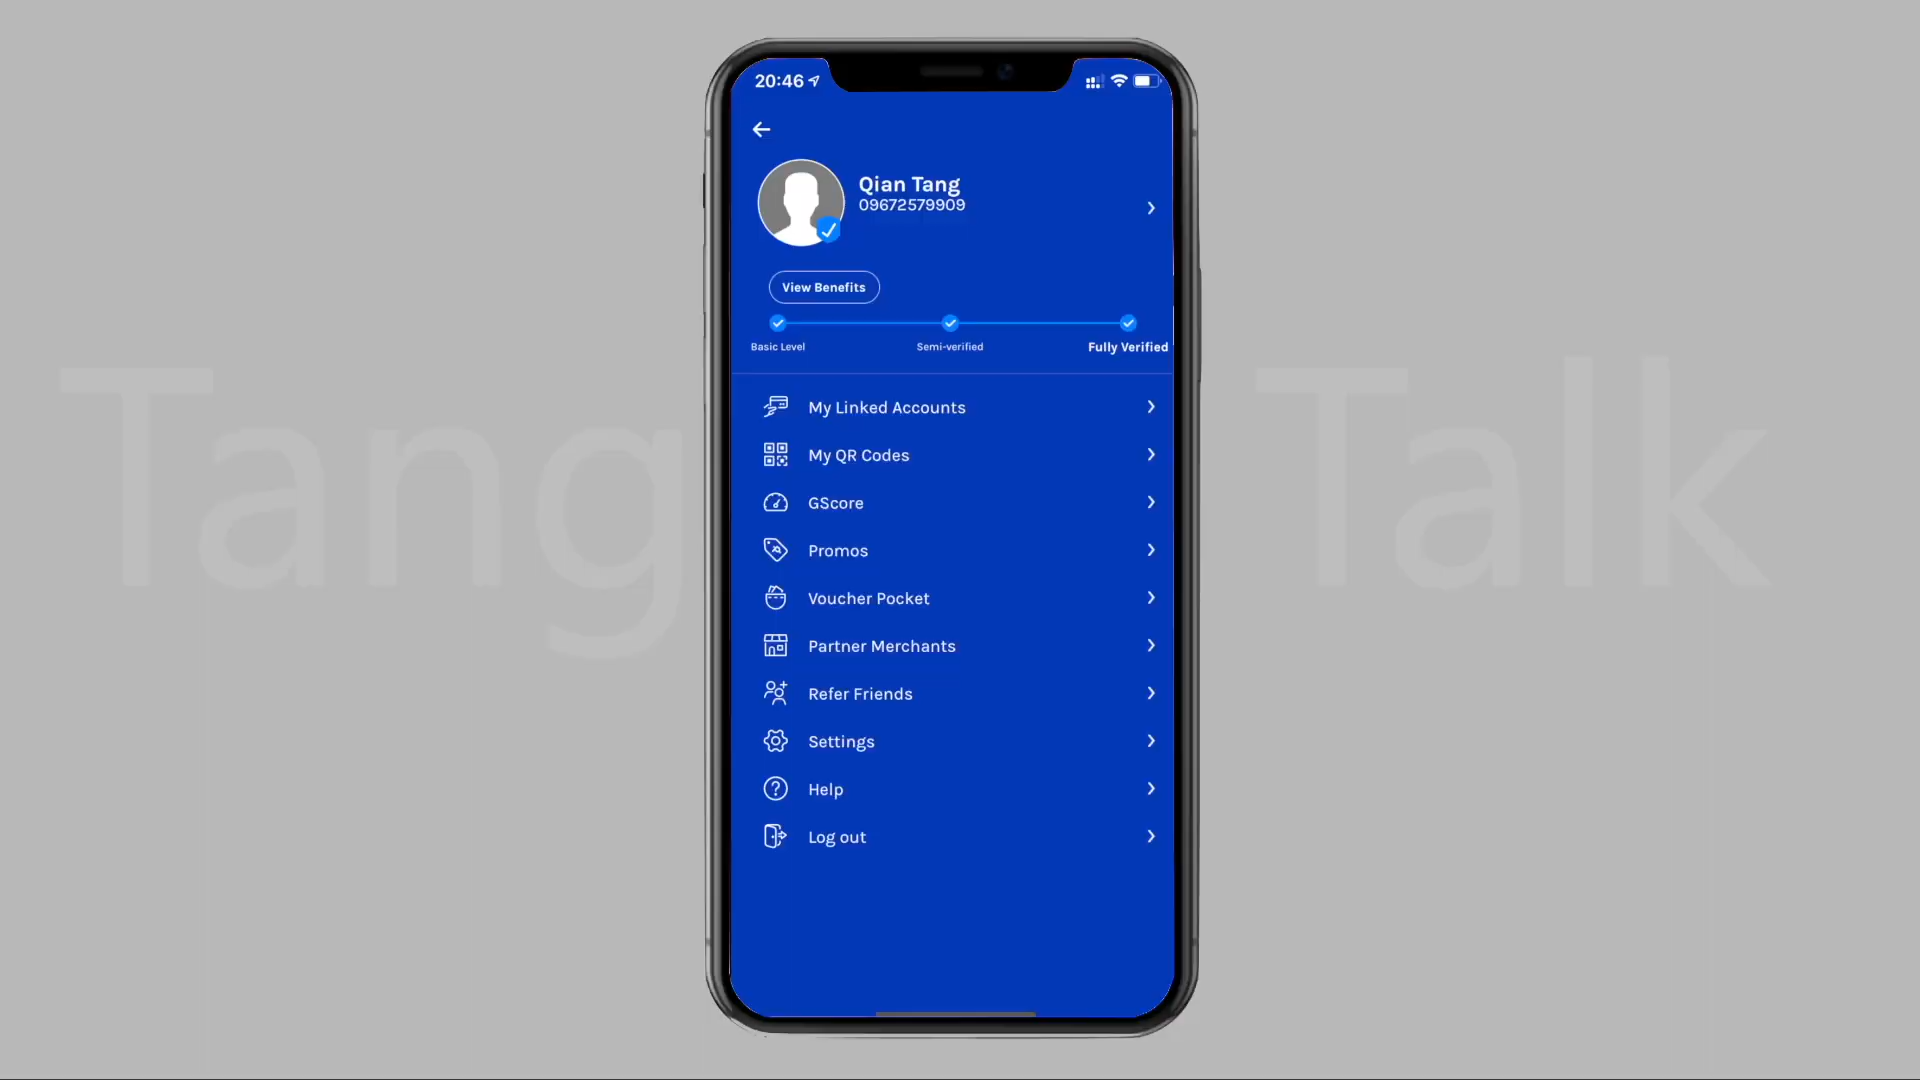 20:46
Qian Tang
09672579909
View Benefits
Basic Level
Semi-verified
Fully Verified
Tang Talk
My Linked Accounts
My QR Codes
GScore
Promos
Voucher Pocket
Partner Merchants
Refer Friends
Settings
Help
Log out